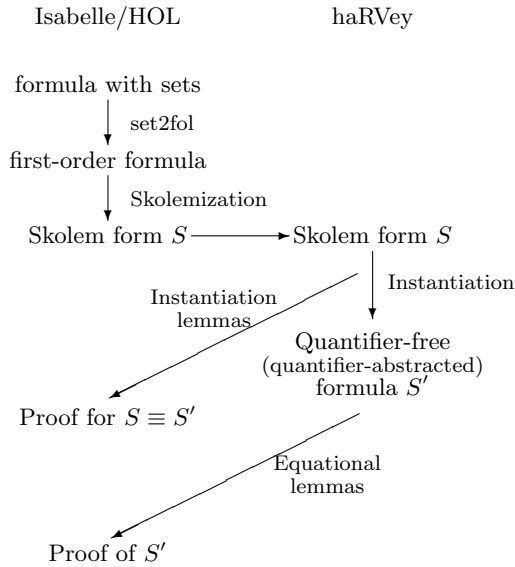 Isabelle/HOL
haRVey
formula with sets
set2fol
first-order formula
Skolemization
Skolem form S
Skolem form S
Instantiation
Instantiation
lemmas
Quantifier-free
(quantifier-abstracted)
formula S′
Proof for S ≡ S′
Equational
lemmas
Proof of S′